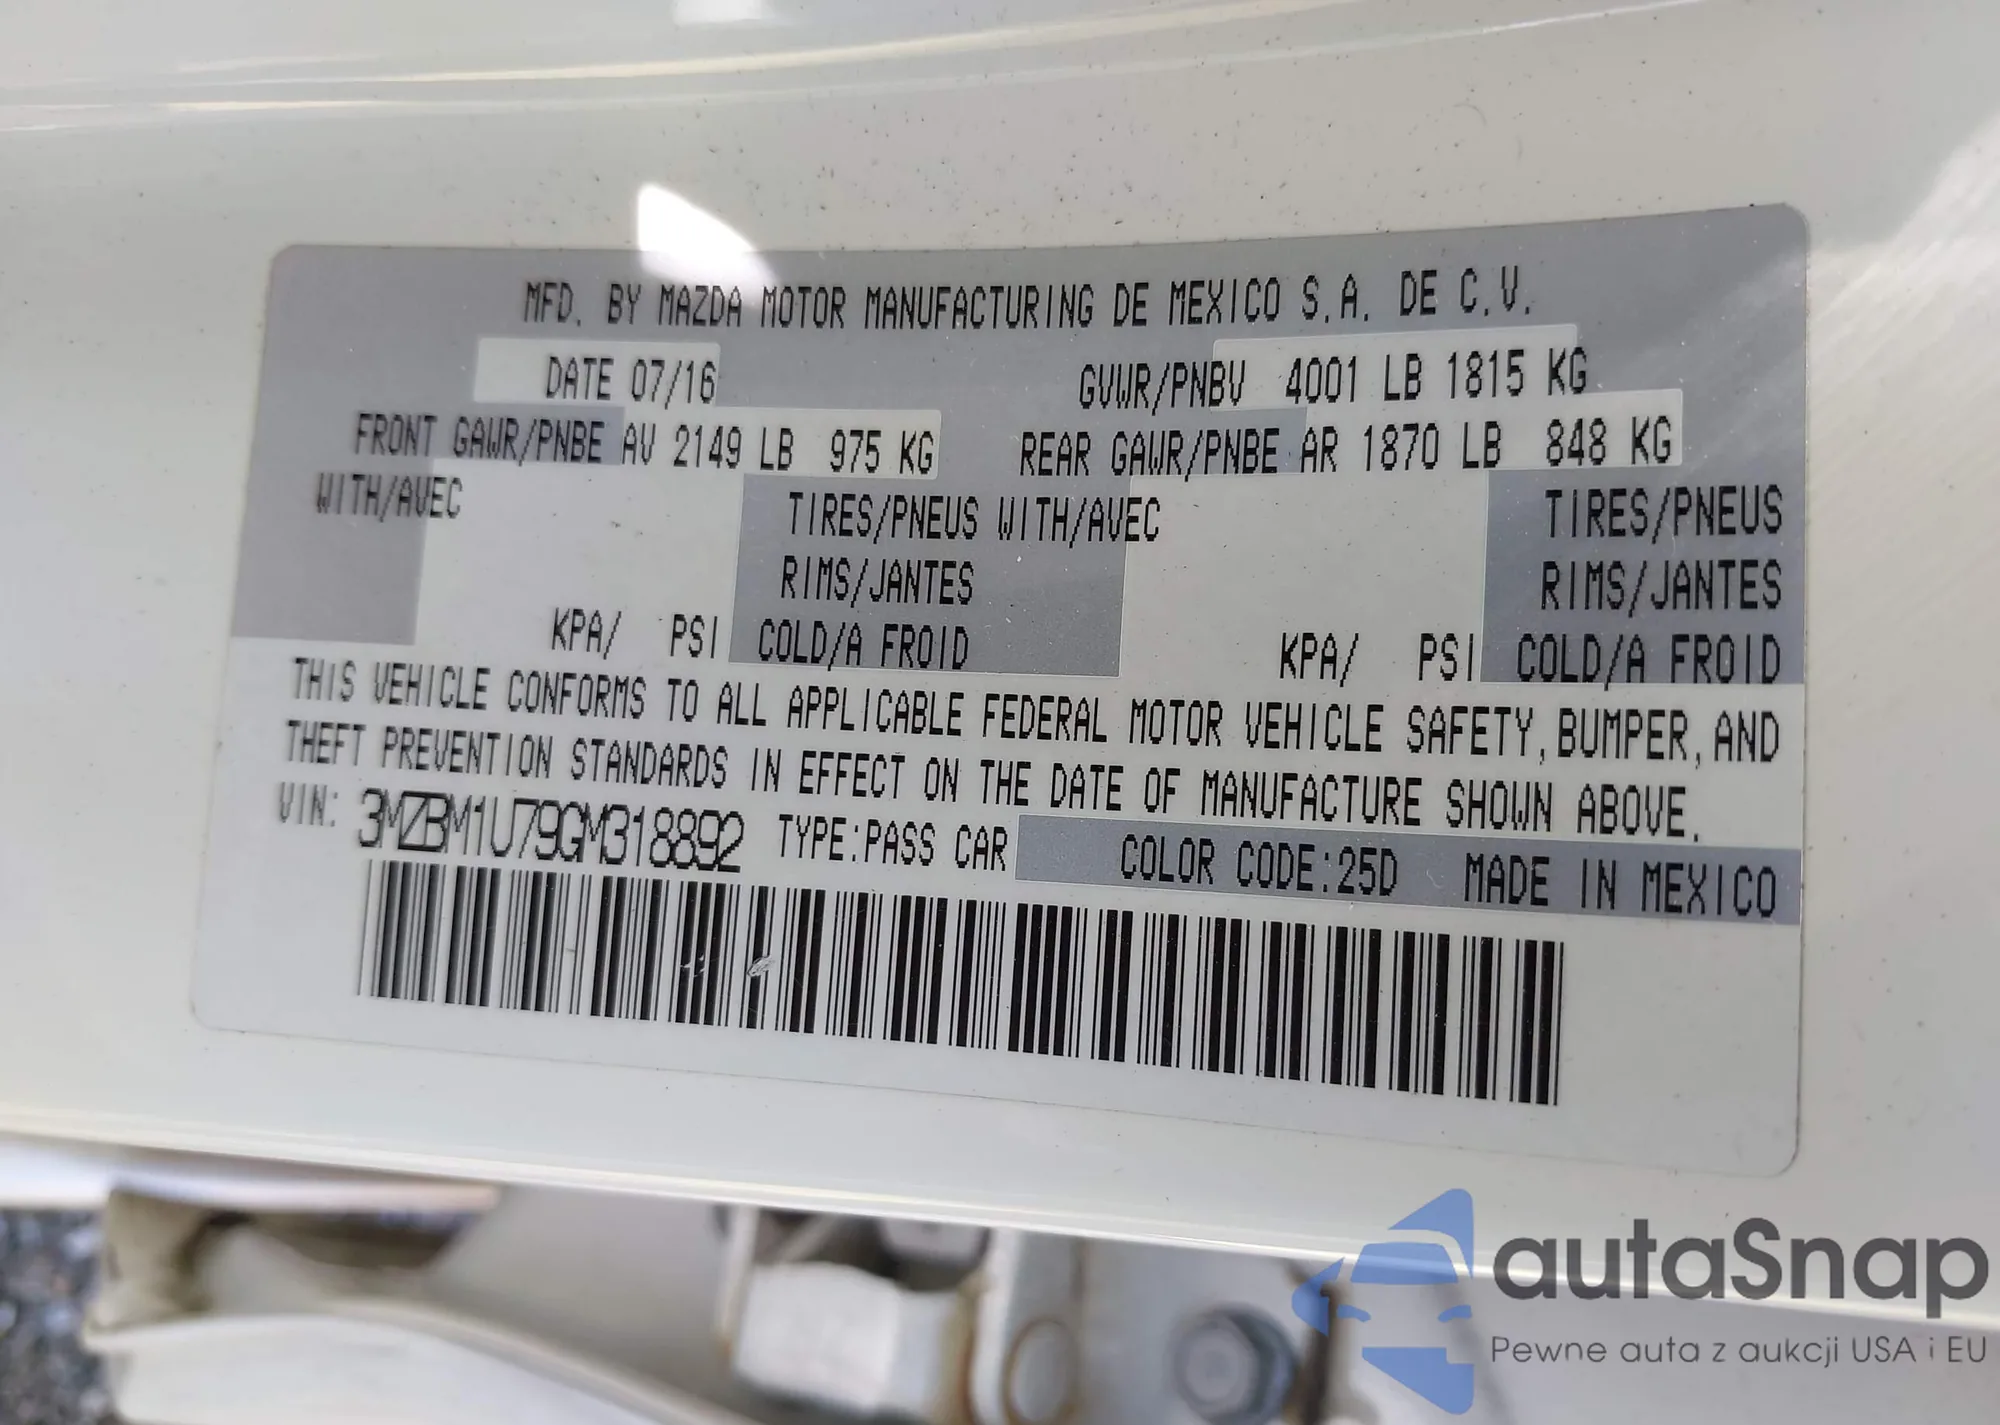 MFD. BY MAZDA MOTOR MANUFACTURING DE MEXICO S.A. DE C.V.
DATE 07/16 GVWR/PNBV 4001 LB 1815 KG
FRONT GAWR/PNBE AV 2149 LB 975 KG REAR GAWR/PNBE AR 1870 LB 848 KG
WITH/AVEC TIRES/PNEUS WITH/AVEC TIRES/PNEUS
RIMS/JANTES RIMS/JANTES
KPA/ PSI COLD/A FROID KPA/ PSI COLD/A FROID
THIS VEHICLE CONFORMS TO ALL APPLICABLE FEDERAL MOTOR VEHICLE SAFETY, BUMPER, AND
THEFT PREVENTION STANDARDS IN EFFECT ON THE DATE OF MANUFACTURE SHOWN ABOVE.
VIN: 3MZBM1U79GM318892 TYPE:PASS CAR COLOR CODE:25D MADE IN MEXICO
autaSnap
Pewne auta z aukcji USA i EU